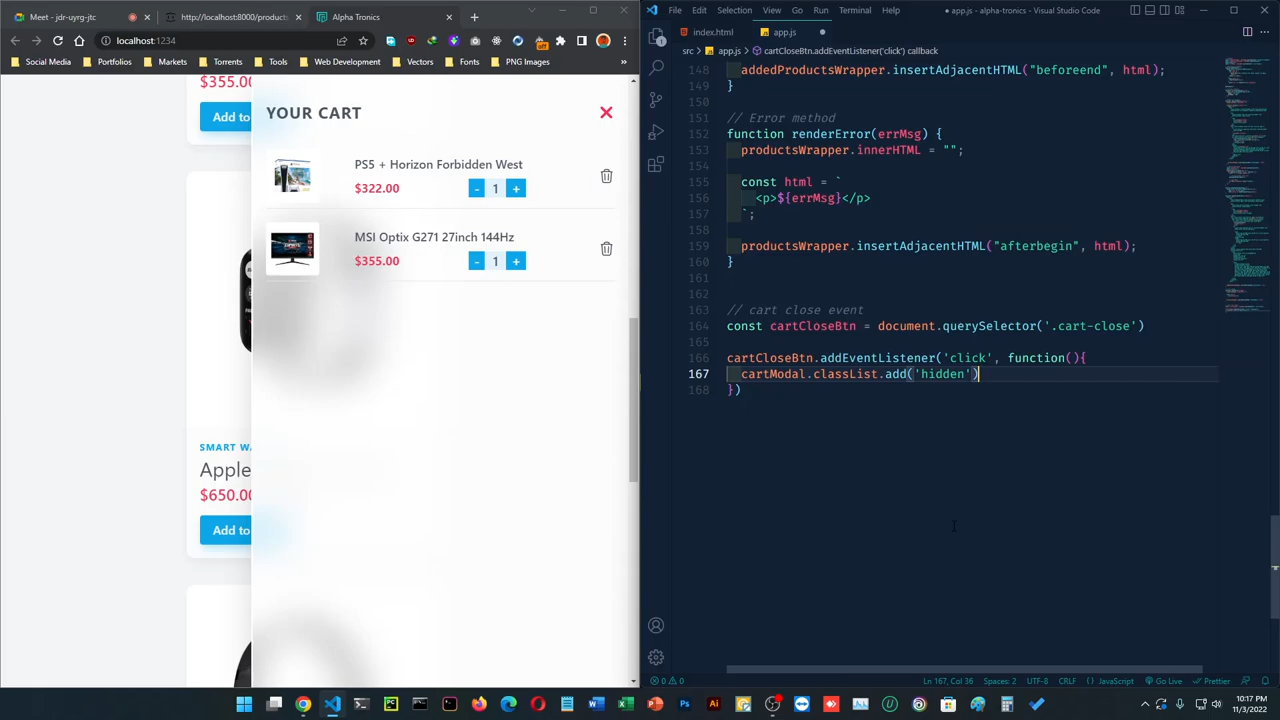 Meet - jdr-uyrg-jtc
http://localhost:8000/products
Alpha Tronics
localhost:1234
Social Media
Portfolios
Markets
Torrents
Tools
Web Development
Vectors
Fonts
PNG Images
$355.00
Add to
YOUR CART
PS5 + Horizon Forbidden West
$322.00
- 1 +
MSI Optix G271 27inch 144Hz
$355.00
- 1 +
SMART W
Apple
$650.00
Add to
File Edit Selection View Go Run Terminal Help
● app.js - alpha-tronics - Visual Studio Code
index.html
app.js
src > app.js > cartCloseBtn.addEventListener('click') callback
148 addedProductsWrapper.insertAdjacentHTML("beforeend", html);
149 }
150
151 // Error method
152 function renderError(errMsg) {
153 productsWrapper.innerHTML = "";
154
155 const html = `
156 <p>${errMsg}</p>
157 `;
158
159 productsWrapper.insertAdjacentHTML("afterbegin", html);
160 }
161
162
163 // cart close event
164 const cartCloseBtn = document.querySelector('.cart-close')
165
166 cartCloseBtn.addEventListener('click', function(){
167 cartModal.classList.add('hidden')
168 })
0 0
Ln 167, Col 36
Spaces: 2
UTF-8
CRLF
{ } JavaScript
Go Live
Prettier
10:17 PM
11/3/2022